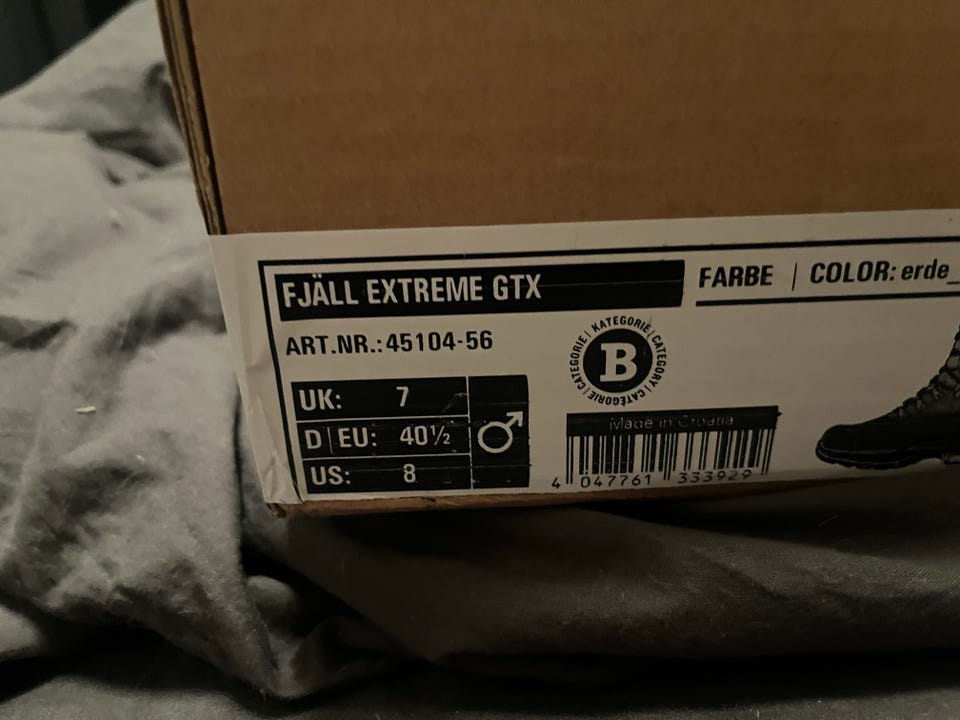 FJÄLL EXTREME GTX
FARBE | COLOR: erde_
ART.NR.: 45104-56
KATEGORIE | CATEGORY | CATÉGORIE | CATEGORIE |
B
UK: 7
D | EU: 40½
US: 8
♂
Made in Croatia
4 047761 333929